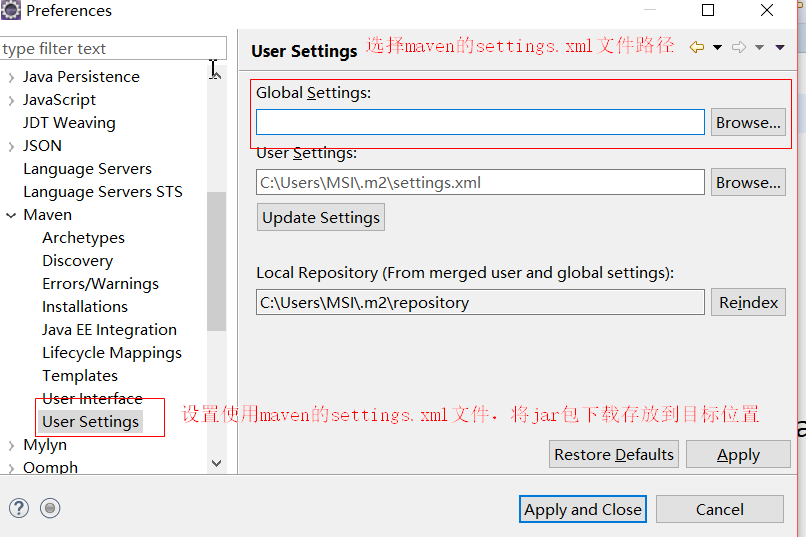 Preferences
type filter text
Java Persistence
JavaScript
JDT Weaving
JSON
Language Servers
Language Servers STS
Maven
Archetypes
Discovery
Errors/Warnings
Installations
Java EE Integration
Lifecycle Mappings
Templates
User Interface
User Settings
Mylyn
Oomph
User Settings 选择maven的settings.xml文件路径
Global Settings:
Browse...
User Settings:
C:\Users\MSI\.m2\settings.xml Browse...
Update Settings
Local Repository (From merged user and global settings):
C:\Users\MSI\.m2\repository Reindex
设置使用maven的settings.xml文件，将jar包下载存放到目标位置
Restore Defaults Apply
Apply and Close Cancel